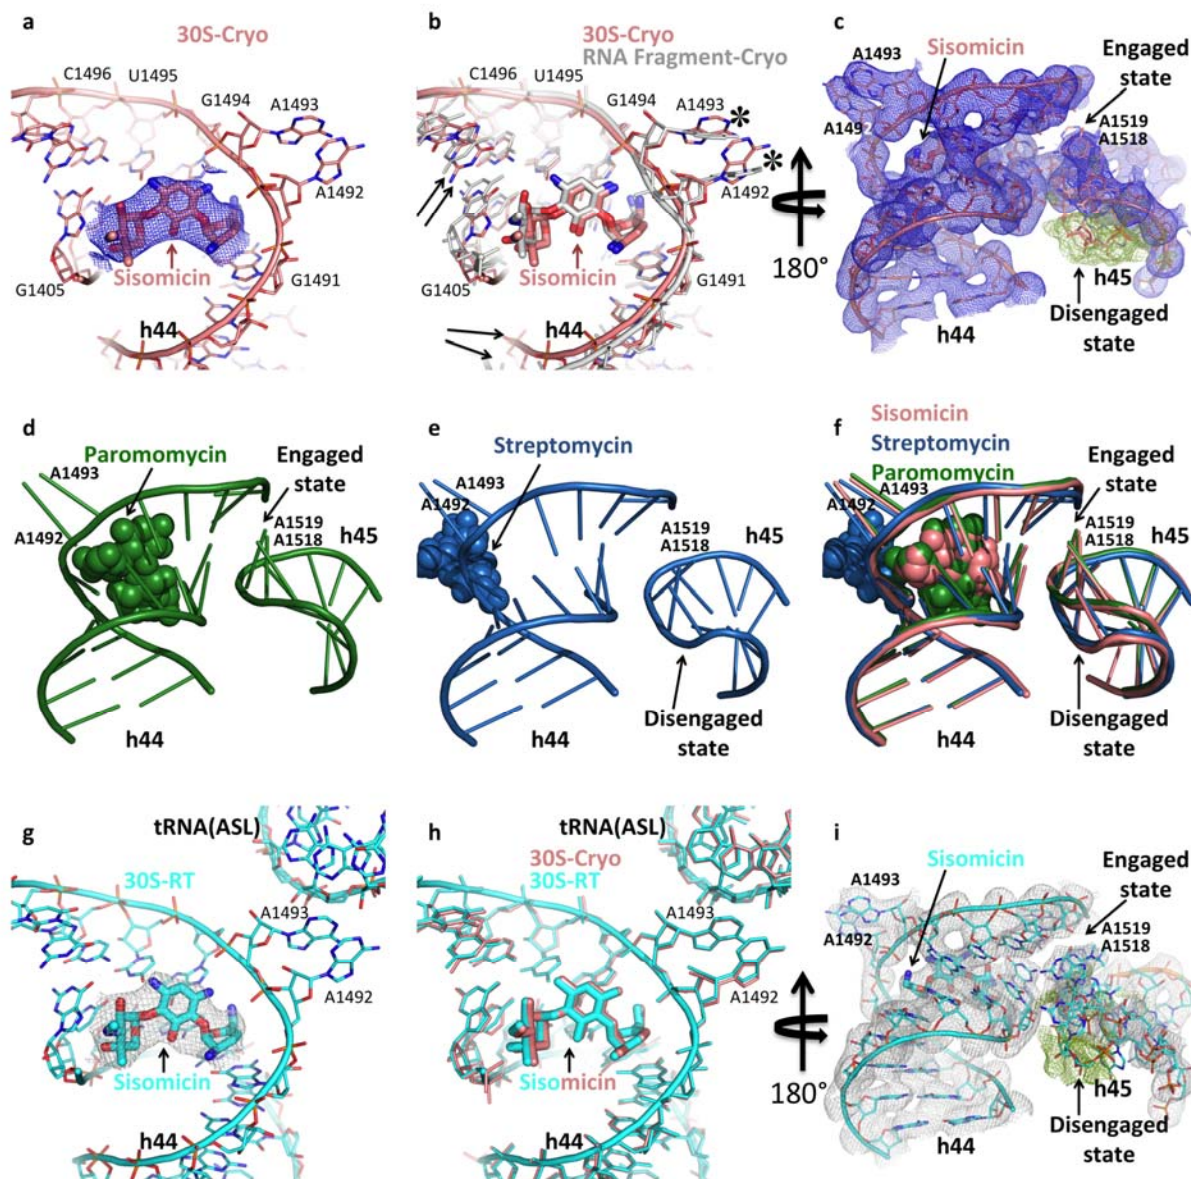 a
30S-Cryo
C1496
U1495
G1494
A1493
A1492
G1491
G1405
Sisomicin
h44
b
30S-Cryo
RNA Fragment-Cryo
C1496
U1495
G1494
A1493
*
*
A1492
G1491
G1405
Sisomicin
h44
180°
c
Sisomicin
Engaged
state
A1493
A1492
A1519
A1518
h45
h44
Disengaged
state
d
Paromomycin
Engaged
state
A1493
A1492
A1519
A1518
h45
h44
e
Streptomycin
A1493
A1492
A1519
A1518
h45
h44
Disengaged
state
f
Sisomicin
Streptomycin
Paromomycin
Engaged
state
A1493
A1492
A1519
A1518
h45
h44
Disengaged
state
g
tRNA(ASL)
30S-RT
A1493
A1492
Sisomicin
h44
h
tRNA(ASL)
30S-Cryo
30S-RT
A1493
A1492
Sisomicin
h44
180°
i
Sisomicin
Engaged
state
A1493
A1492
A1519
A1518
h45
h44
Disengaged
state